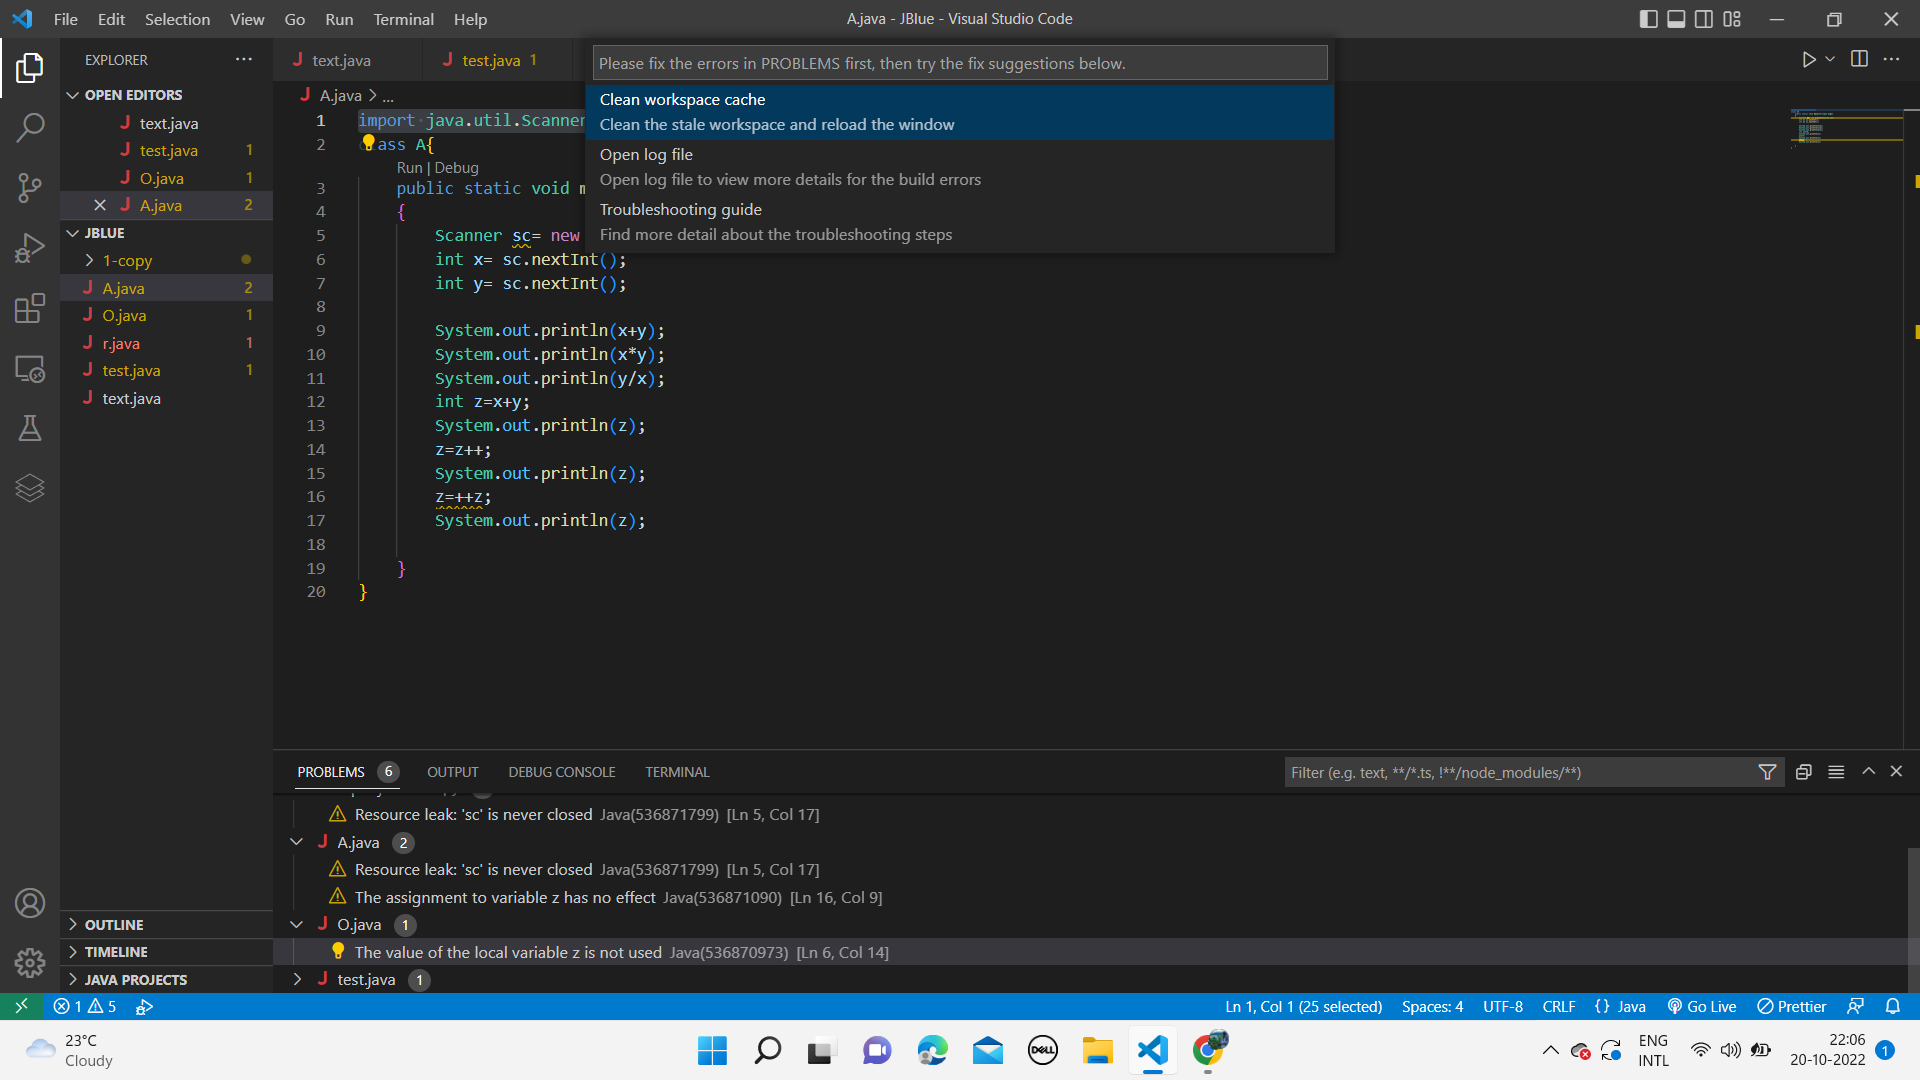 File Edit Selection View Go Run Terminal Help
A.java - JBlue - Visual Studio Code
EXPLORER
OPEN EDITORS
J text.java
J test.java 1
J O.java 1
J A.java 2
JBLUE
1-copy
J A.java 2
J O.java 1
J r.java 1
J test.java 1
J text.java
OUTLINE
TIMELINE
JAVA PROJECTS
J text.java
J test.java 1
Please fix the errors in PROBLEMS first, then try the fix suggestions below.
Clean workspace cache
Clean the stale workspace and reload the window
Open log file
Open log file to view more details for the build errors
Troubleshooting guide
Find more detail about the troubleshooting steps
J A.java > ...
1 import java.util.Scanner
2 ass A{
Run | Debug
3 public static void
4 {
5 Scanner sc= new
6 int x= sc.nextInt();
7 int y= sc.nextInt();
8
9 System.out.println(x+y);
10 System.out.println(x*y);
11 System.out.println(y/x);
12 int z=x+y;
13 System.out.println(z);
14 z=z++;
15 System.out.println(z);
16 z=++z;
17 System.out.println(z);
18
19 }
20 }
PROBLEMS 6 OUTPUT DEBUG CONSOLE TERMINAL
Filter (e.g. text, **/*.ts, !**/node_modules/**)
Resource leak: 'sc' is never closed Java(536871799) [Ln 5, Col 17]
J A.java 2
Resource leak: 'sc' is never closed Java(536871799) [Ln 5, Col 17]
The assignment to variable z has no effect Java(536871090) [Ln 16, Col 9]
J O.java 1
The value of the local variable z is not used Java(536870973) [Ln 6, Col 14]
J test.java 1
1 5
Ln 1, Col 1 (25 selected) Spaces: 4 UTF-8 CRLF {} Java Go Live Prettier
23°C
Cloudy
DELL
ENG
INTL
22:06
20-10-2022
1